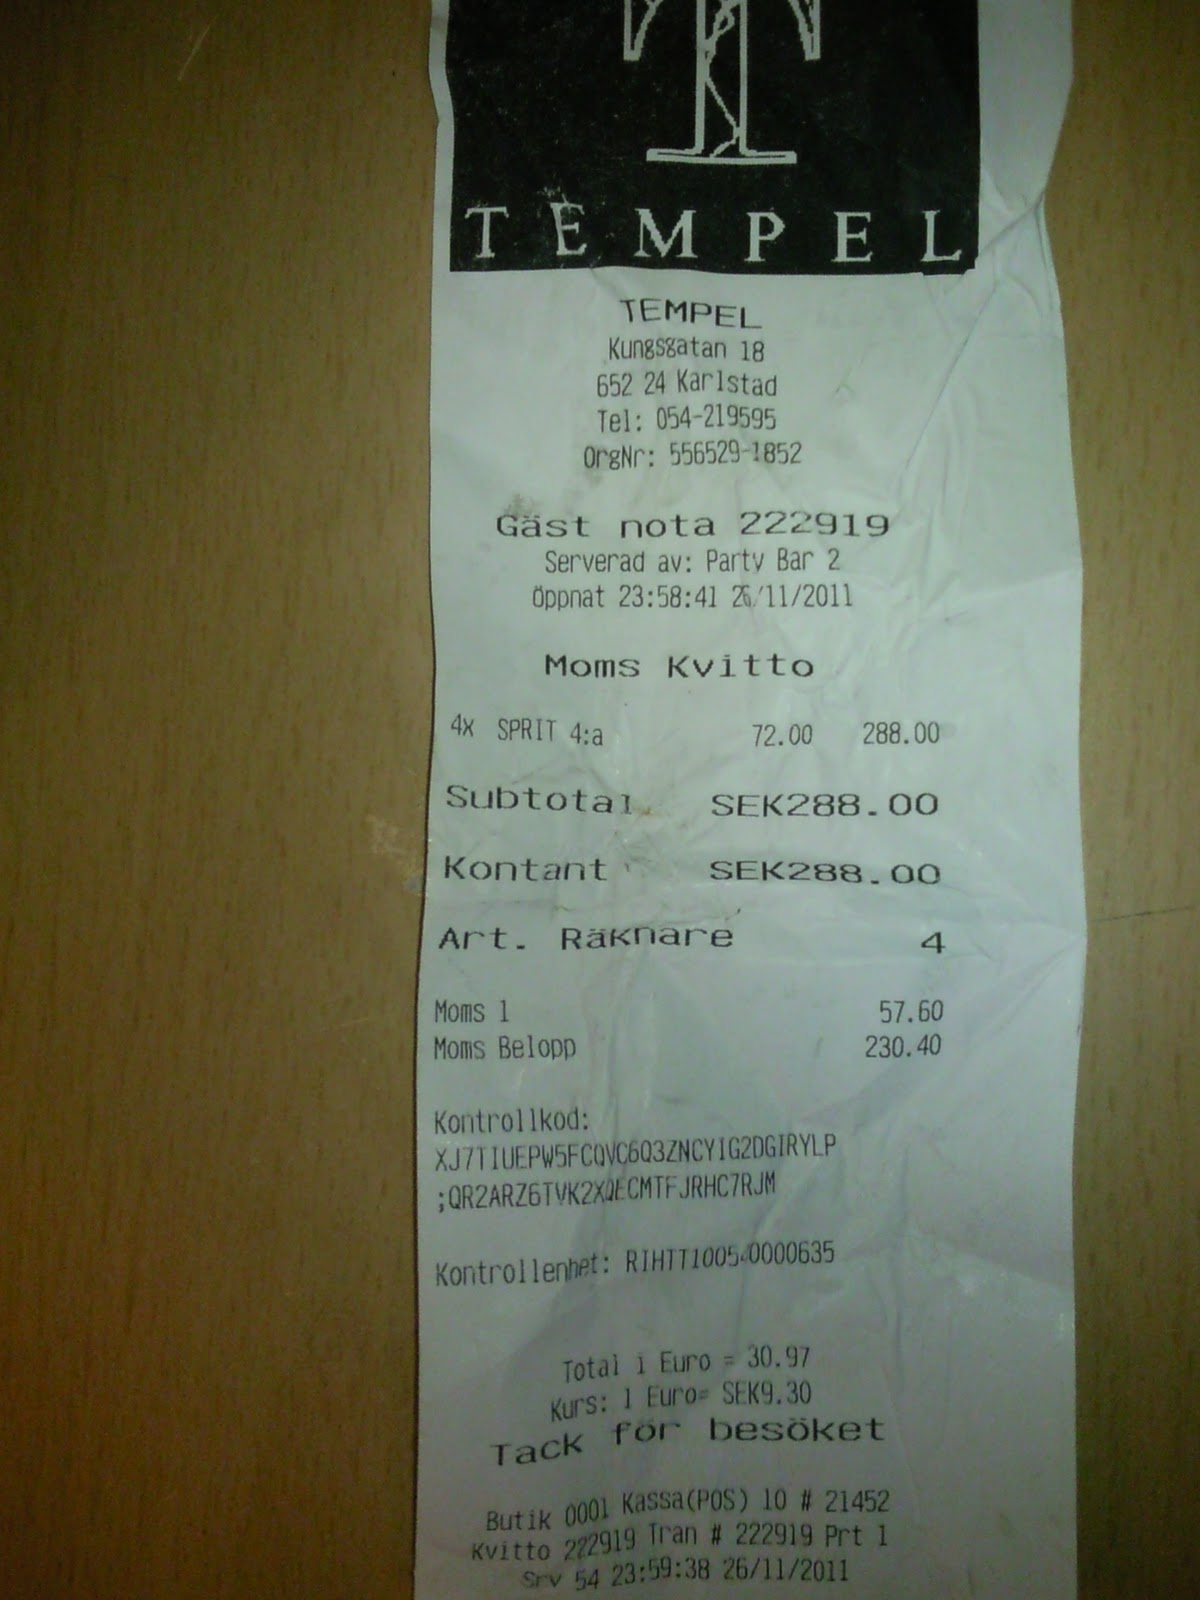 T
TEMPEL
TEMPEL
Kungsgatan 18
652 24 Karlstad
Tel: 054-219595
OrgNr: 556529-1852
Gäst nota 222919
Serverad av: Party Bar 2
Öppnat 23:58:41 26/11/2011
Moms Kvitto
4x SPRIT 4:a 72.00 288.00
Subtotal SEK288.00
Kontant SEK288.00
Art. Räknare 4
Moms 1 57.60
Moms Belopp 230.40
Kontrollkod:
XJ7TIUEPW5FCQVC6Q3ZNCYIG2DGIRYLP
;QR2ARZ6TVK2XQECMTFJRHC7RJM
Kontrollenhet:
Total i Euro = 30.97
Kurs: 1 Euro= SEK9.30
Tack för besöket
Butik 0001 Kassa(POS) 10 # 21452
Kvitto 222919 Tran # 222919 Prt 1
Srv 54 23:59:38 26/11/2011